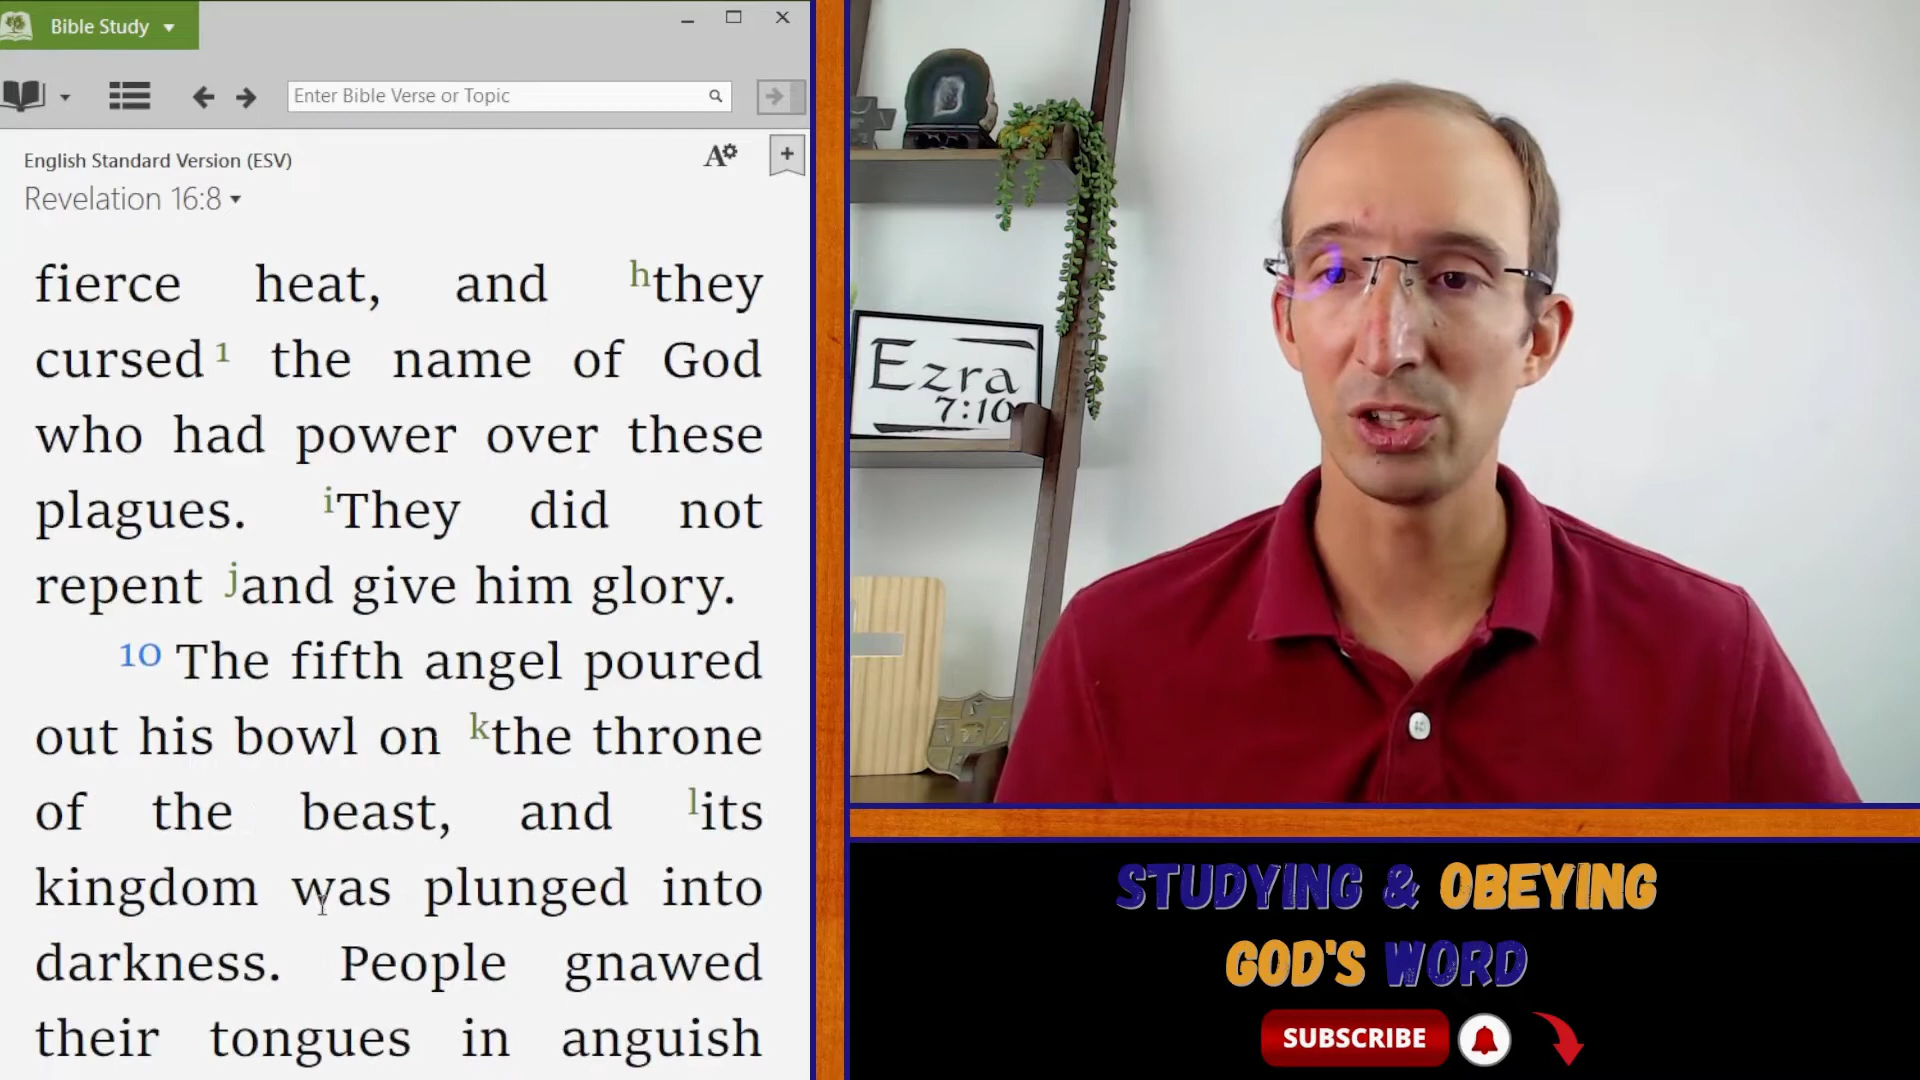 Bible Study
Enter Bible Verse or Topic
English Standard Version (ESV)
Revelation 16:8
fierce heat, and hthey
cursed1 the name of God
who had power over these
plagues. iThey did not
repent jand give him glory.
10 The fifth angel poured
out his bowl on kthe throne
of the beast, and lits
kingdom was plunged into
darkness. People gnawed
their tongues in anguish
Ezra
7:10
STUDYING & OBEYING
GOD'S WORD
SUBSCRIBE